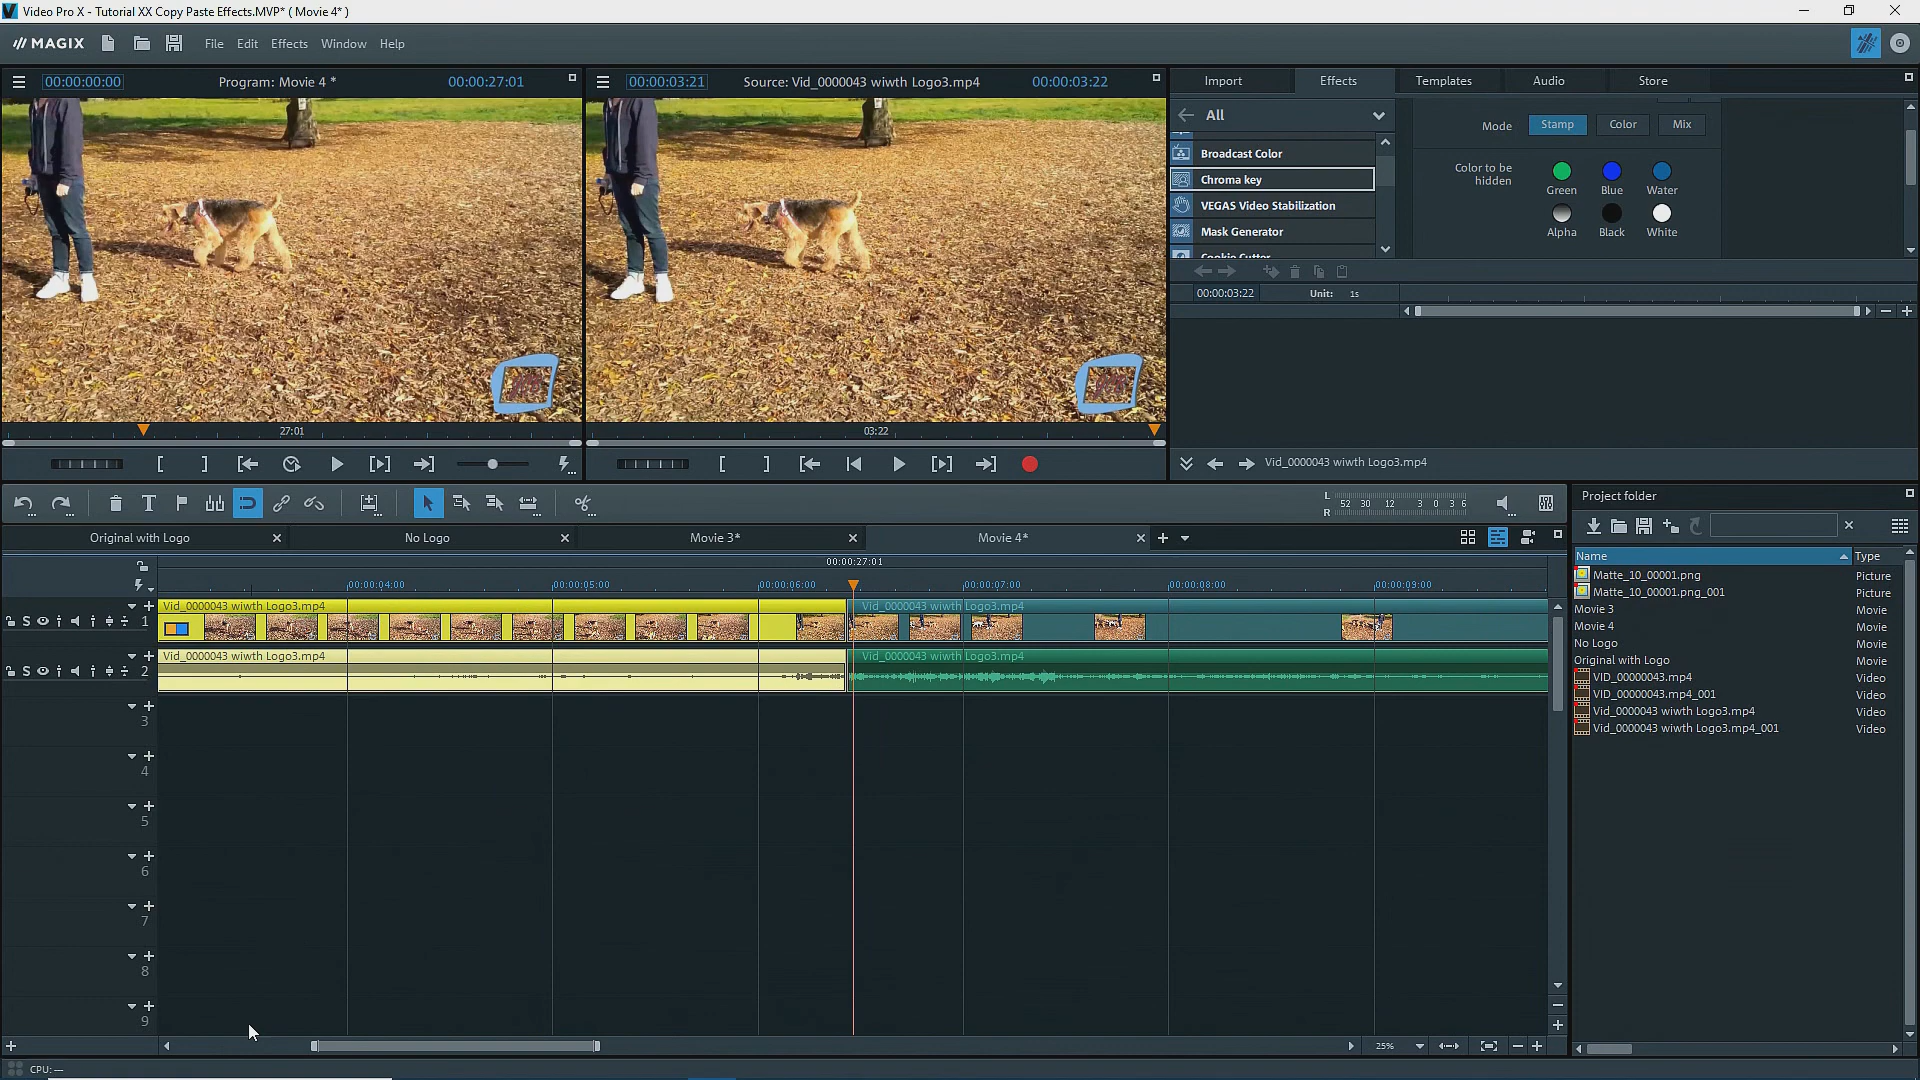 Video Pro X - Tutorial XX Copy Paste Effects.MVP* ( Movie 4* )
MAGIX File Edit Effects Window Help
00:00:00:00 Program: Movie 4 * 00:00:27:01
00:00:03:21 Source: Vid_0000043 wiwth Logo3.mp4 00:00:03:22
Import Effects Templates Audio Store
All
Broadcast Color
Chroma key
VEGAS Video Stabilization
Mask Generator
Cookie Cutter
Mode Stamp Color Mix
Color to be hidden
Green Blue Water
Alpha Black White
00:00:03:22 Unit: 1s
27:01
03:22
Vid_0000043 wiwth Logo3.mp4
L 52 30 12 3 0 3 6
R
Original with Logo No Logo Movie 3* Movie 4*
00:00:27:01
00:00:04:00 00:00:05:00 00:00:06:00 00:00:07:00 00:00:08:00 00:00:09:00
Vid_0000043 wiwth Logo3.mp4 Vid_0000043 wiwth Logo3.mp4
S 1
Vid_0000043 wiwth Logo3.mp4 Vid_0000043 wiwth Logo3.mp4
S 2
3
4
5
6
7
8
9
25%
CPU: —
Project folder
Name Type
Matte_10_00001.png Picture
Matte_10_00001.png_001 Picture
Movie 3 Movie
Movie 4 Movie
No Logo Movie
Original with Logo Movie
VID_00000043.mp4 Video
VID_00000043.mp4_001 Video
Vid_0000043 wiwth Logo3.mp4 Video
Vid_0000043 wiwth Logo3.mp4_001 Video